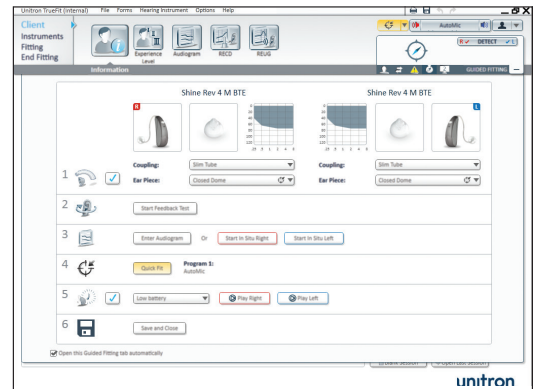 Unitron TrueFit (Internal) File Forms Hearing Instrument Options Help
Client
Instruments
Fitting
End Fitting
Information
Experience Level
Audiogram
RECD
REUG
AutoMic
R DETECT L
GUIDED FITTING
Shine Rev 4 M BTE Shine Rev 4 M BTE
R L
Coupling: Slim Tube Coupling: Slim Tube
Ear Piece: Closed Dome Ear Piece: Closed Dome
1
2 Start Feedback Test
3 Enter Audiogram Or Start In Situ Right Start In Situ Left
4 Quick Fit Program 1:
AutoMic
5 Low battery Play Right Play Left
6 Save and Close
Open this Guided Fitting tab automatically
unitron